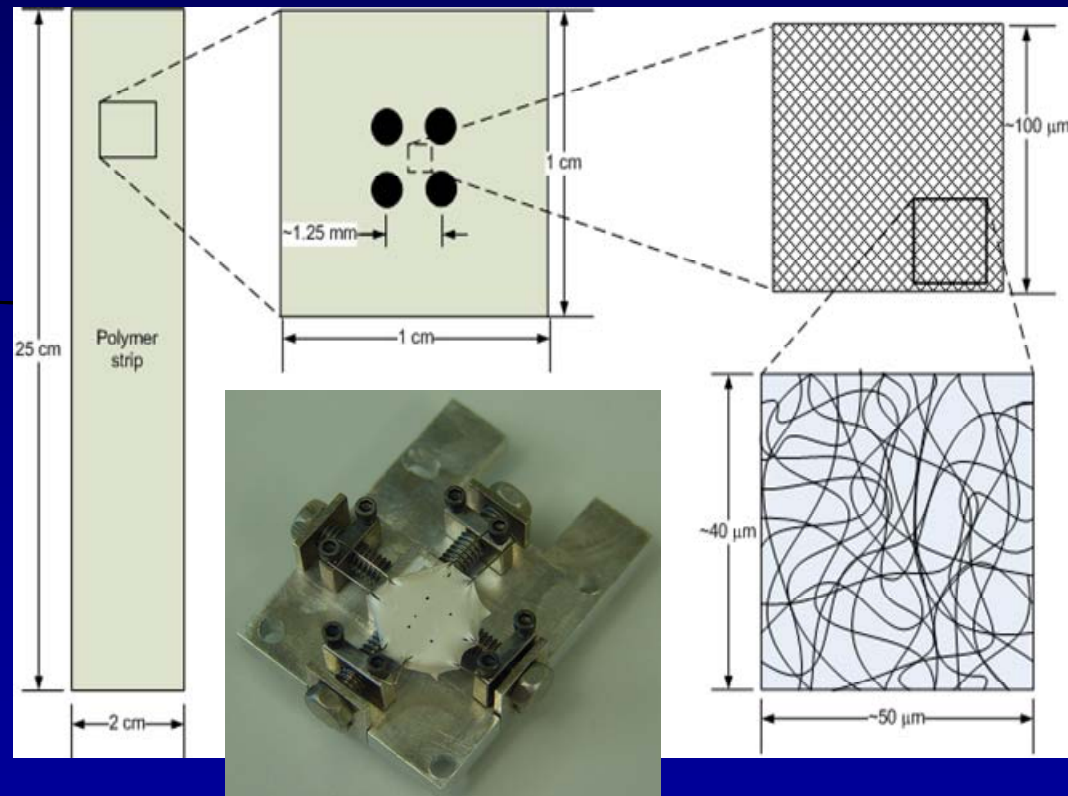 25 cm
Polymer
strip
2 cm
~1.25 mm
1 cm
1 cm
~100 μm
~40 μm
~50 μm